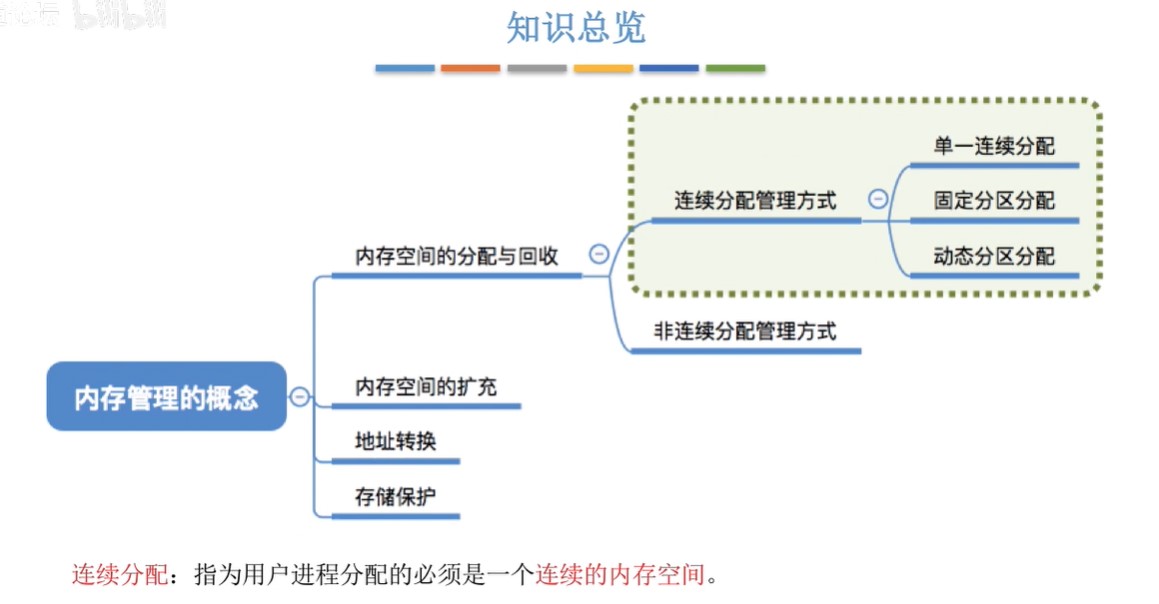 bilibili
知识总览
单一连续分配
连续分配管理方式
固定分区分配
内存空间的分配与回收
动态分区分配
非连续分配管理方式
内存管理的概念
内存空间的扩充
地址转换
存储保护
连续分配：指为用户进程分配的必须是一个连续的内存空间。